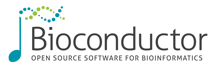 Bioconductor
OPEN SOURCE SOFTWARE FOR BIOINFORMATICS